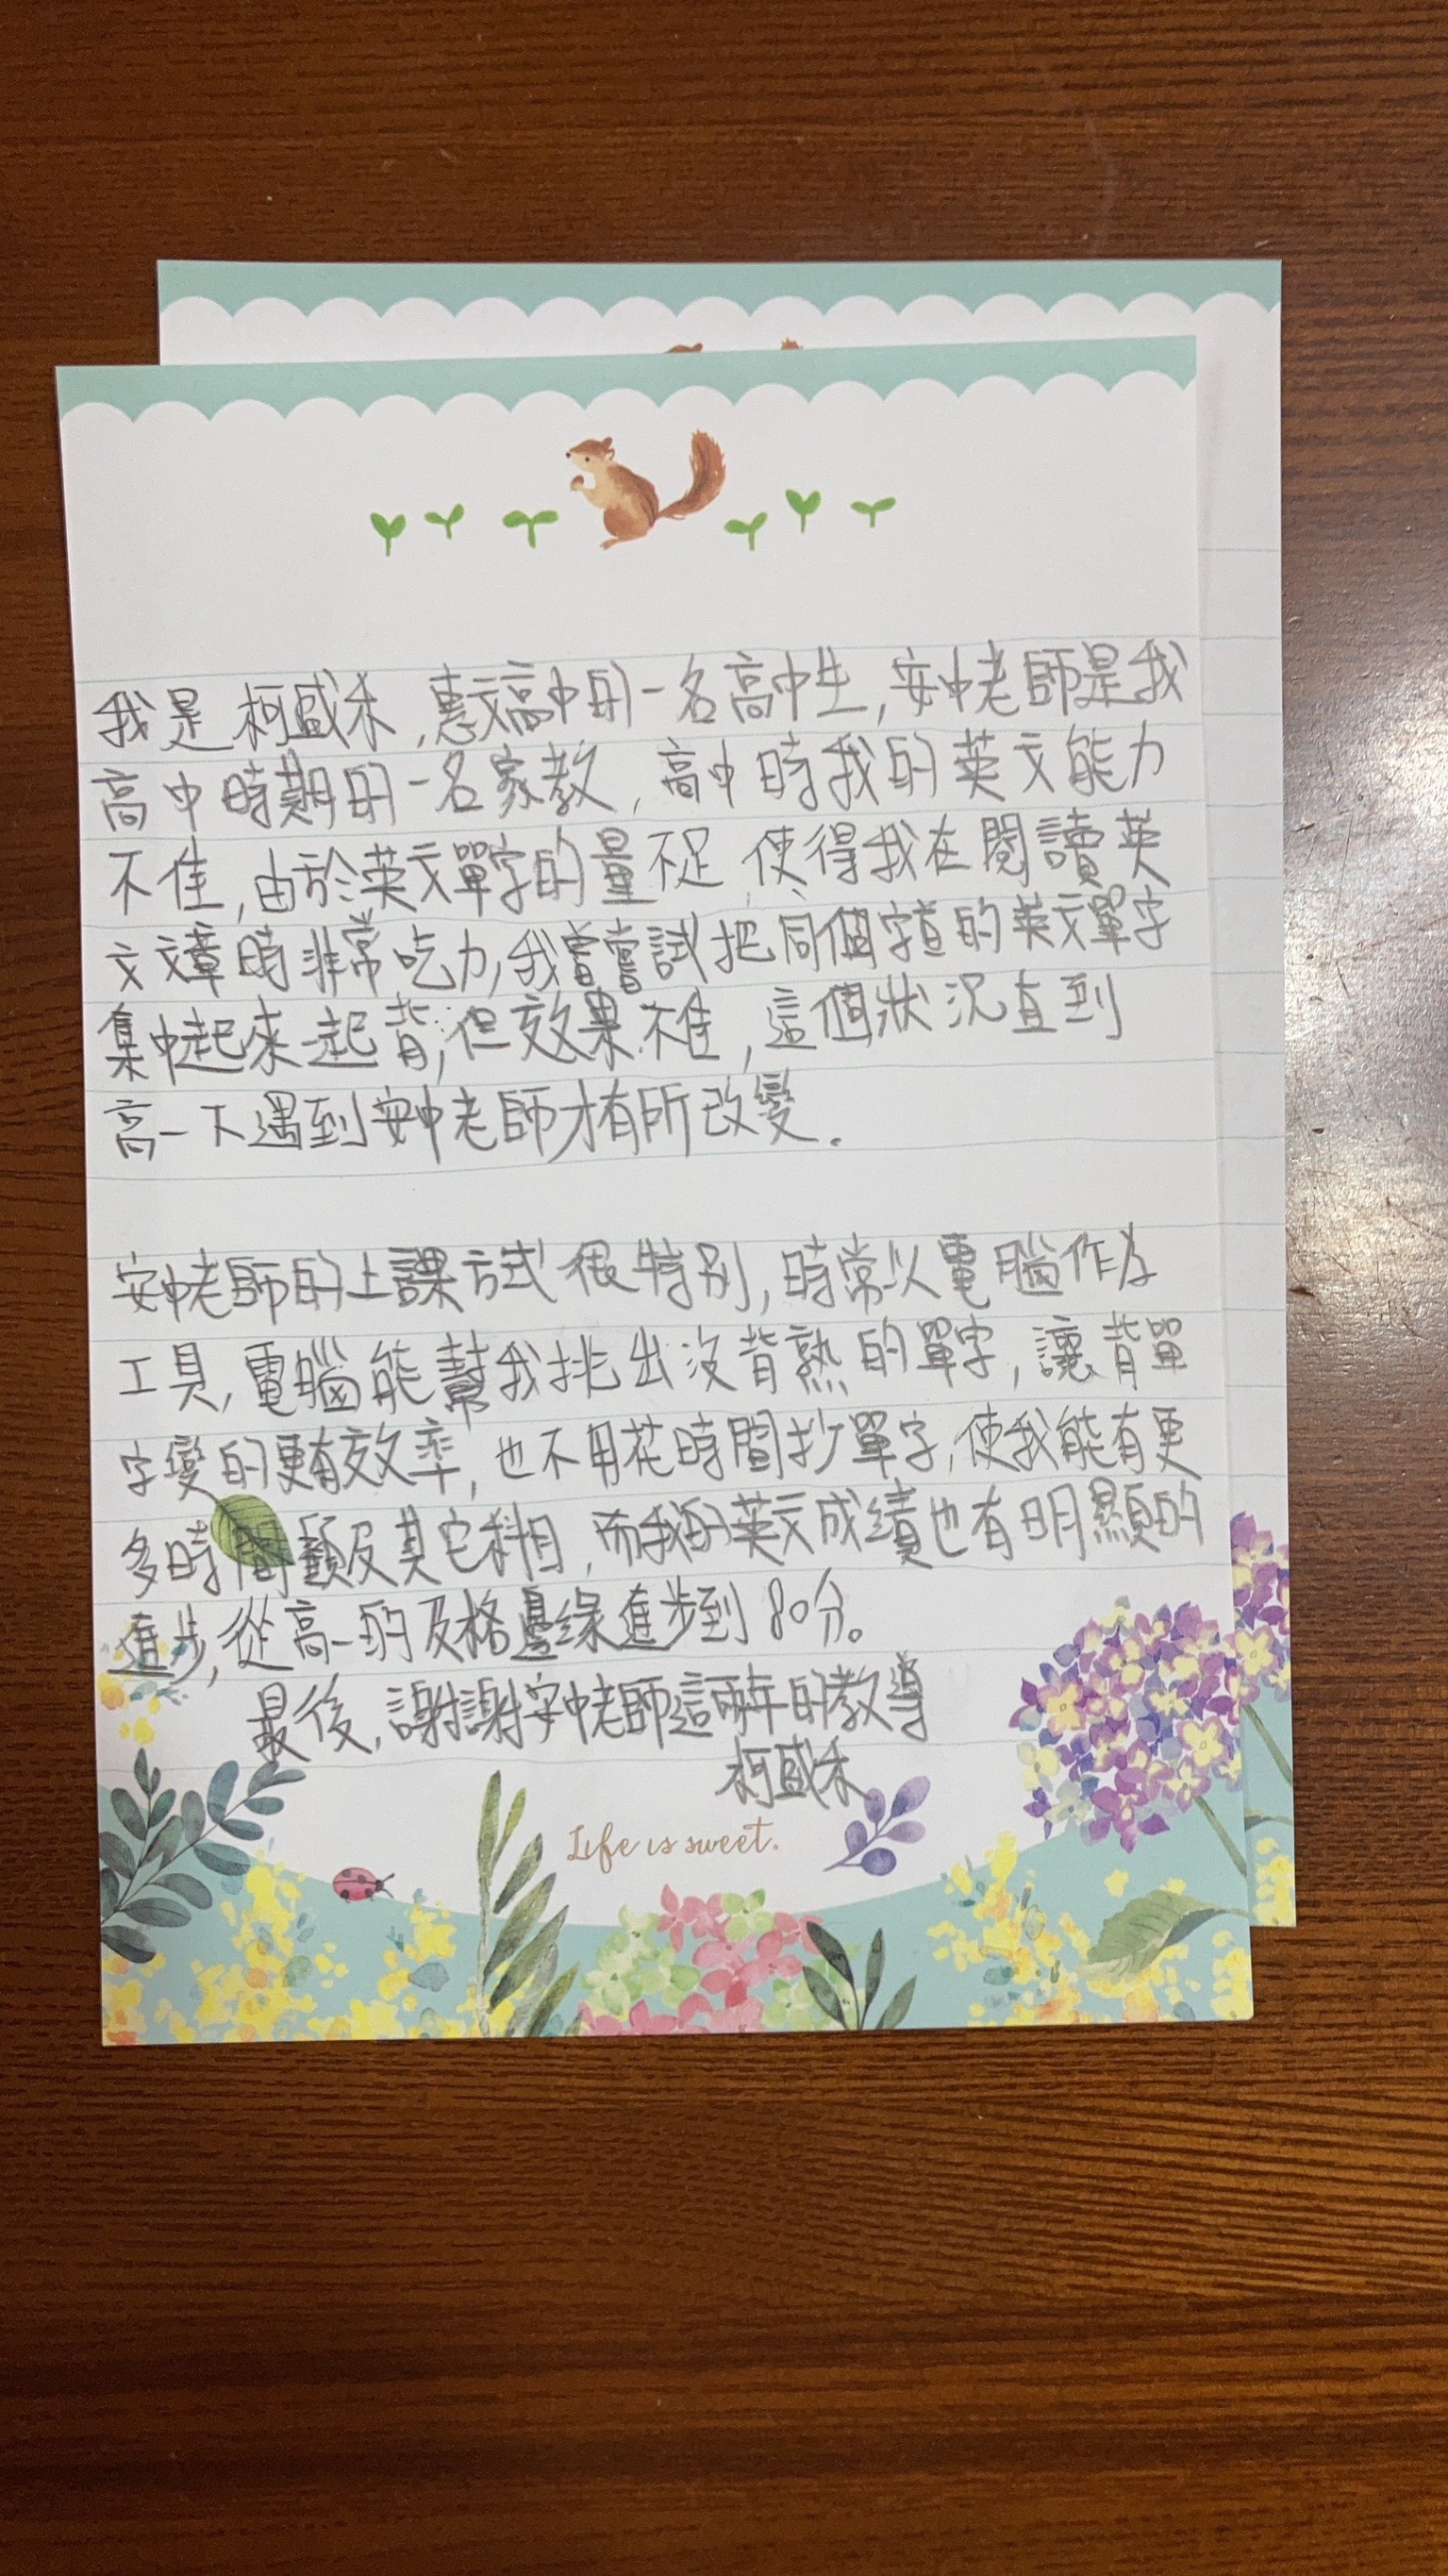 我是柯盛禾,惠文高中的一名高中生,安中老師是我
高中時期的一名家教,高中時我的英文能力
不佳,由於英文單字的量不足,使得我在閱讀英
文文章時非常吃力,我曾嘗試把同個字首的英文單字
集中起來一起背,但效果不佳,這個狀況直到
高一下遇到安中老師才有所改變.
安中老師的上課方式很特別,時常以電腦作為
工具,電腦能幫我挑出沒背熟的單字,讓背單
字變的更有效率,也不用花時間抄單字,使我能有更
多時間顧及其它科目,而我的英文成績也有明顯的
進步,從高一的及格邊緣進步到80分。
最後,謝謝安中老師這兩年的教導
柯盛禾
Life is sweet.